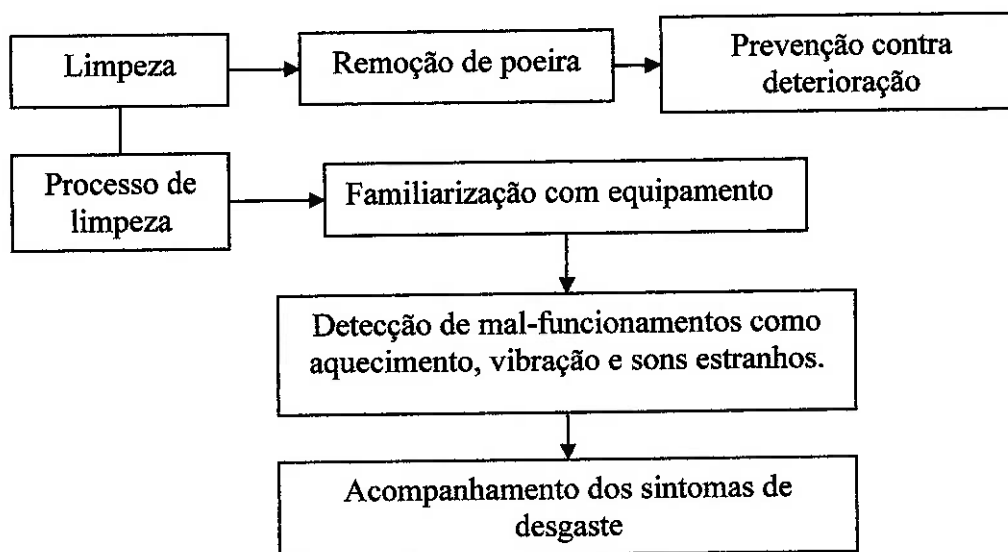 Limpeza
Remoção de poeira
Prevenção contra
deterioração
Processo de
limpeza
Familiarização com equipamento
Detecção de mal-funcionamentos como
aquecimento, vibração e sons estranhos.
Acompanhamento dos sintomas de
desgaste